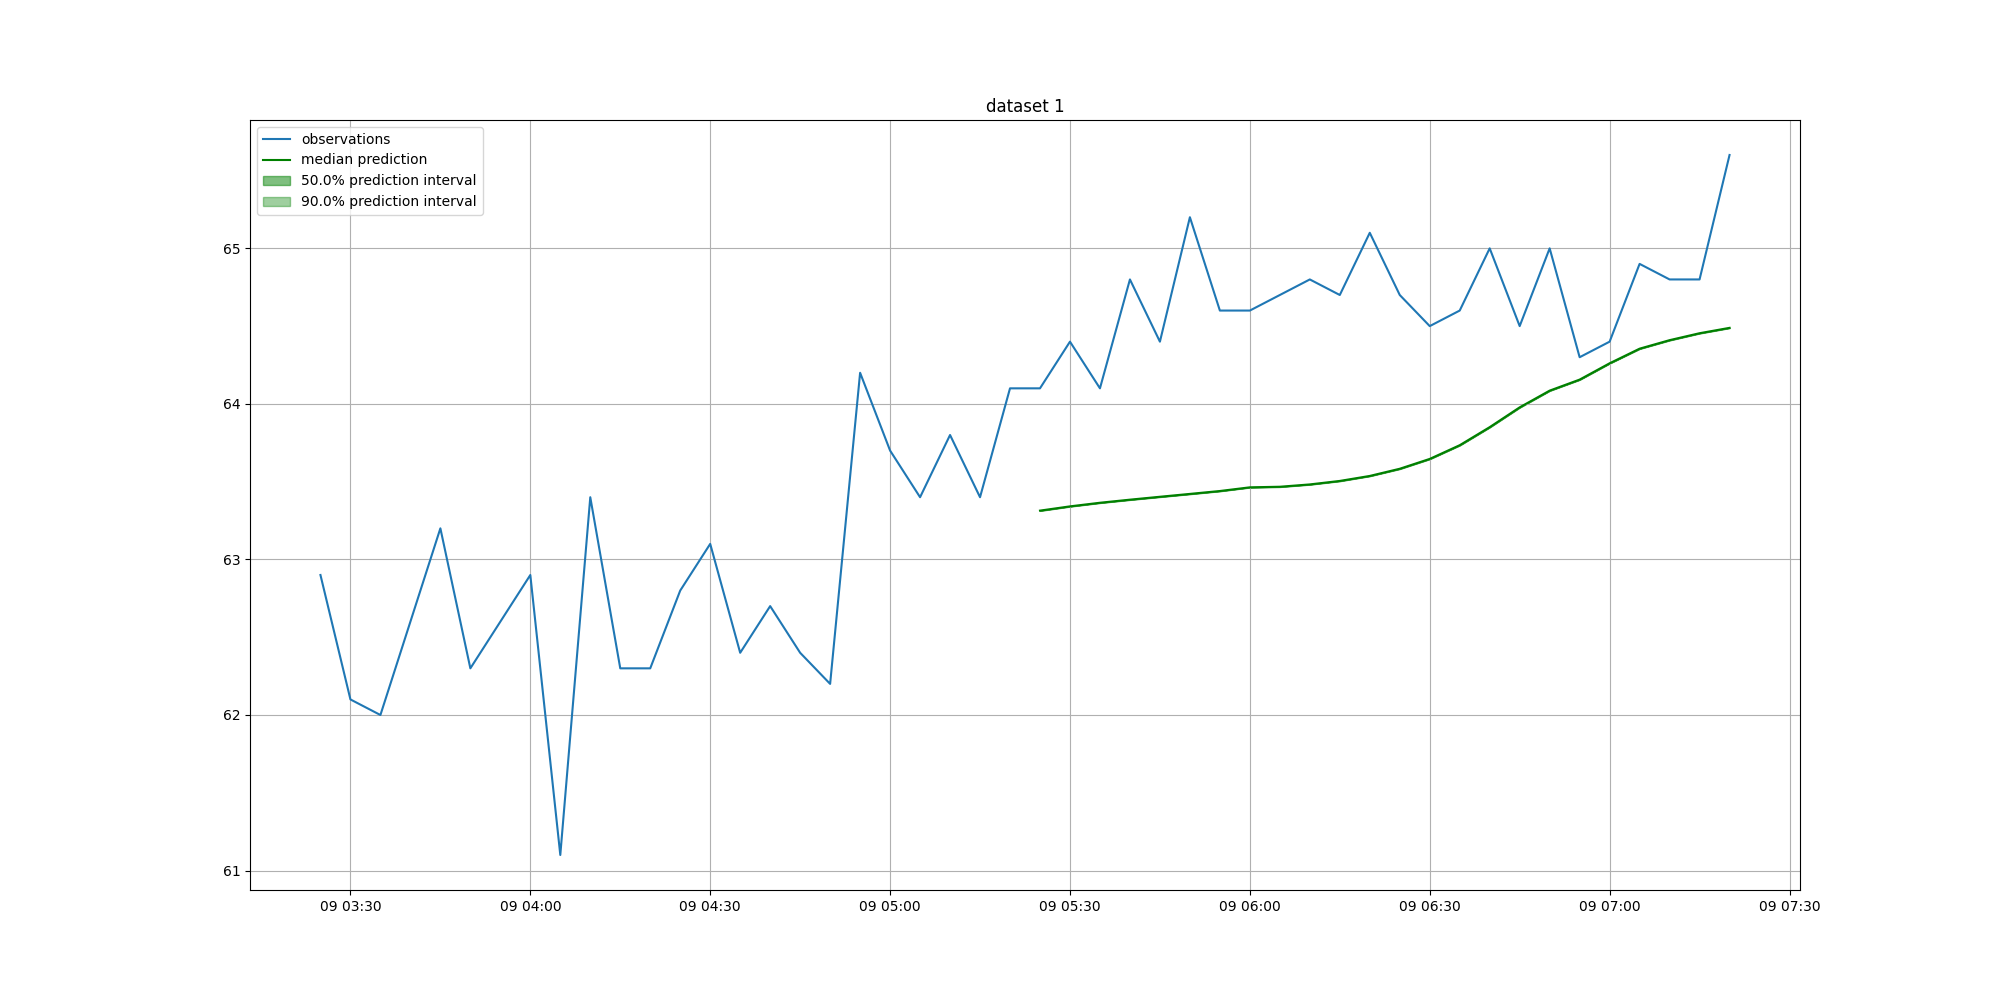 dataset 1
observations
median prediction
50.0% prediction interval
90.0% prediction interval
65
64
63
62
61
09 03:30 09 04:00 09 04:30 09 05:00 09 05:30 09 06:00 09 06:30 09 07:00 09 07:30